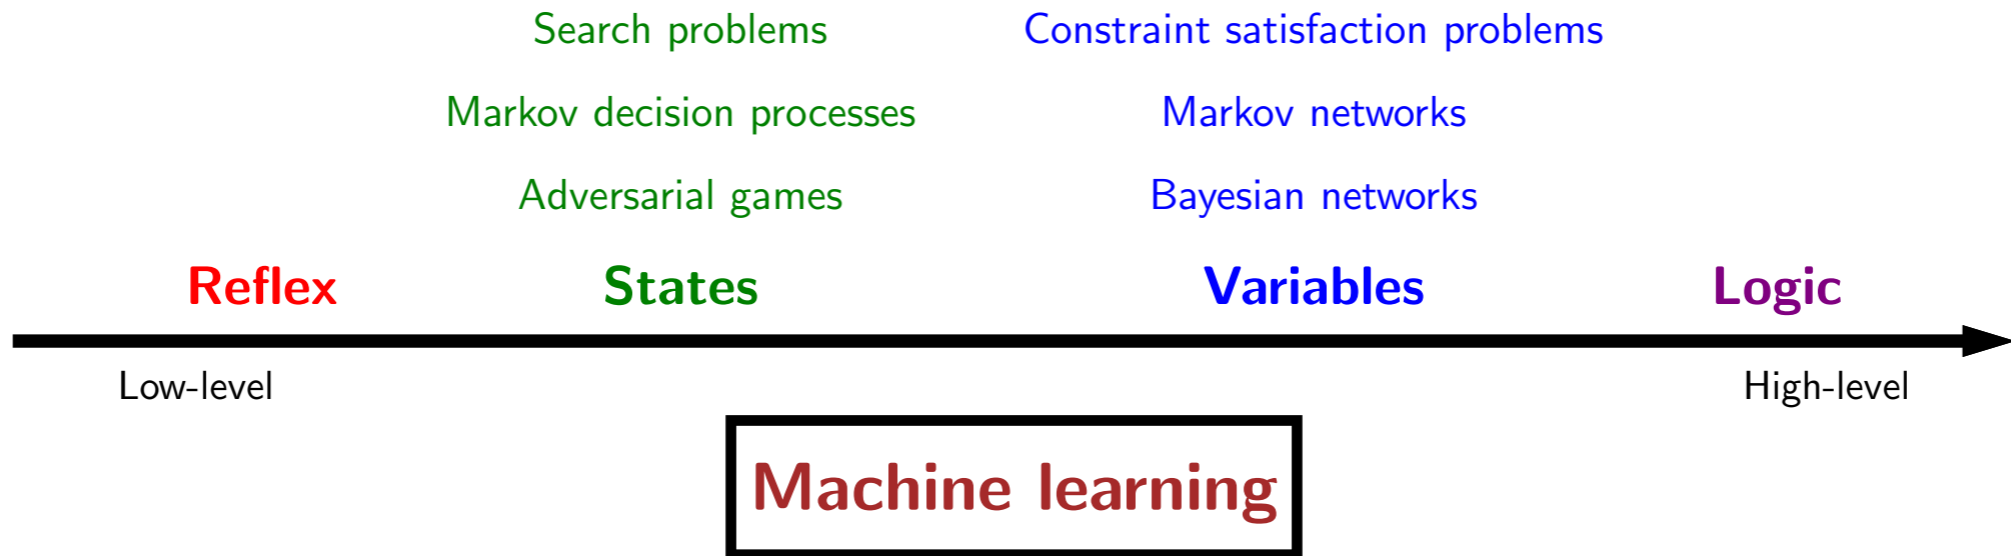 Search problems
Constraint satisfaction problems
Markov decision processes
Markov networks
Adversarial games
Bayesian networks
Reflex
States
Variables
Logic
Low-level
High-level
Machine learning